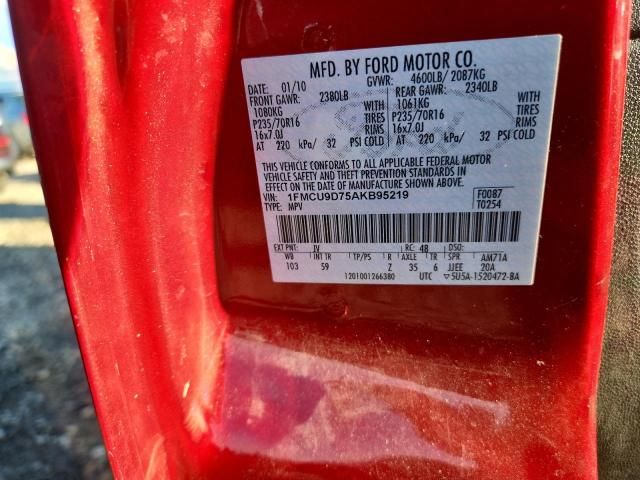 MFD. BY FORD MOTOR CO.
DATE: 01/10 GVWR: 4600LB/ 2087KG
FRONT GAWR: 2380LB REAR GAWR: 2340LB
1080KG WITH 1061KG WITH
P235/70R16 TIRES P235/70R16 TIRES
16x7.0J RIMS 16x7.0J RIMS
AT 220 kPa/ 32 PSI COLD AT 220 kPa/ 32 PSI COLD
THIS VEHICLE CONFORMS TO ALL APPLICABLE FEDERAL MOTOR
VEHICLE SAFETY AND THEFT PREVENTION STANDARDS IN
EFFECT ON THE DATE OF MANUFACTURE SHOWN ABOVE.
VIN: 1FMCU9D75AKB95219 F0087
TYPE: MPV T0254
EXT PNT: JV RC: 48 DSO:
WB INT TR TP/PS R AXLE TR SPR AM71A
103 59 Z 35 6 JJEE 20A
1201001266380 UTC ▽5U5A-1520472-BA